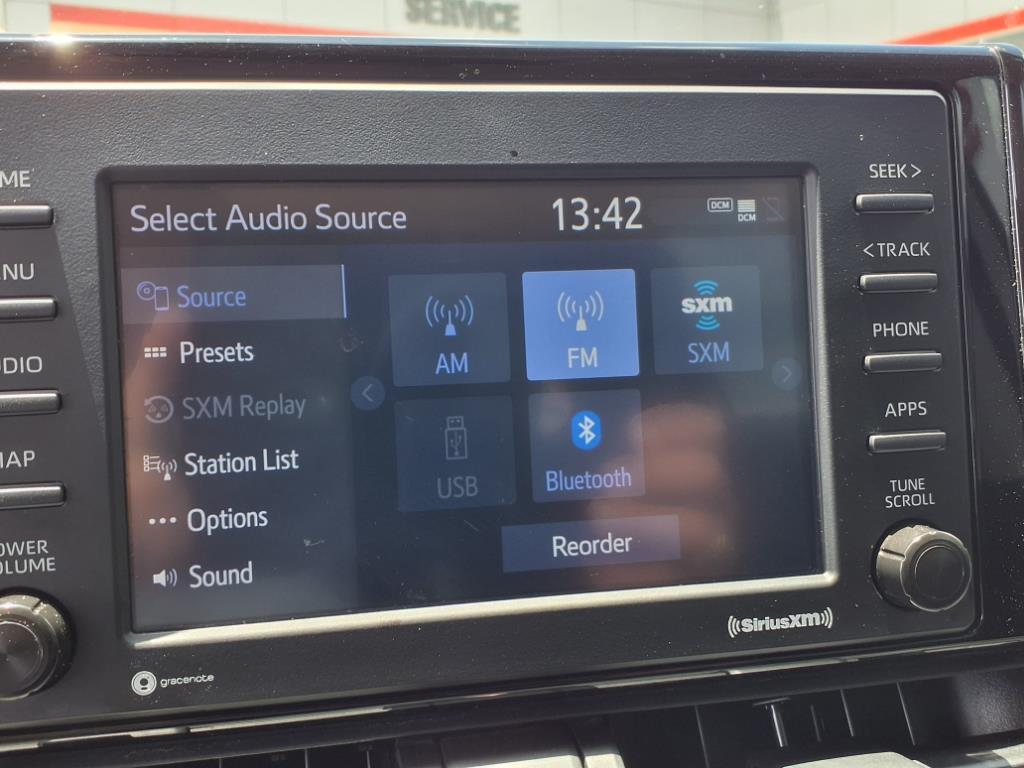 SERVICE
ME
NU
DIO
MAP
OWER
OLUME
Select Audio Source
13:42
DCM
DCM
Source
Presets
SXM Replay
Station List
Options
Sound
AM
FM
sxm
SXM
USB
Bluetooth
Reorder
SEEK >
< TRACK
PHONE
APPS
TUNE
SCROLL
((SiriusXM))
gracenote